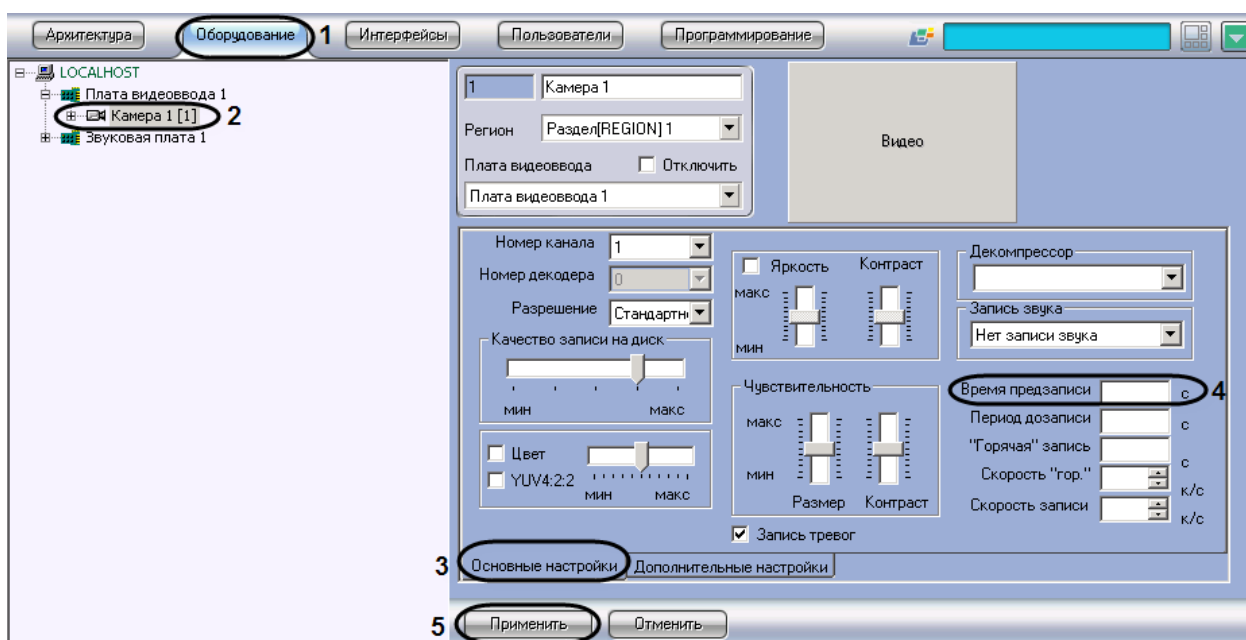 Архитектура Оборудование 1 Интерфейсы Пользователи Программирование
LOCALHOST
Плата видеоввода 1
Камера 1 [1] 2
Звуковая плата 1
1 Камера 1
Регион Раздел[REGION] 1
Плата видеоввода Отключить
Плата видеоввода 1
Видео
Номер канала 1
Номер декодера 0
Разрешение Стандартн
Качество записи на диск
мин макс
Цвет
YUV4:2:2
мин макс
Яркость Контраст
макс
мин
Чувствительность
макс
мин
Размер Контраст
Запись тревог
Декомпрессор
Запись звука
Нет записи звука
Время предзаписи с 4
Период дозаписи с
"Горячая" запись с
Скорость "гор." к/с
Скорость записи к/с
3 Основные настройки Дополнительные настройки
5 Применить Отменить